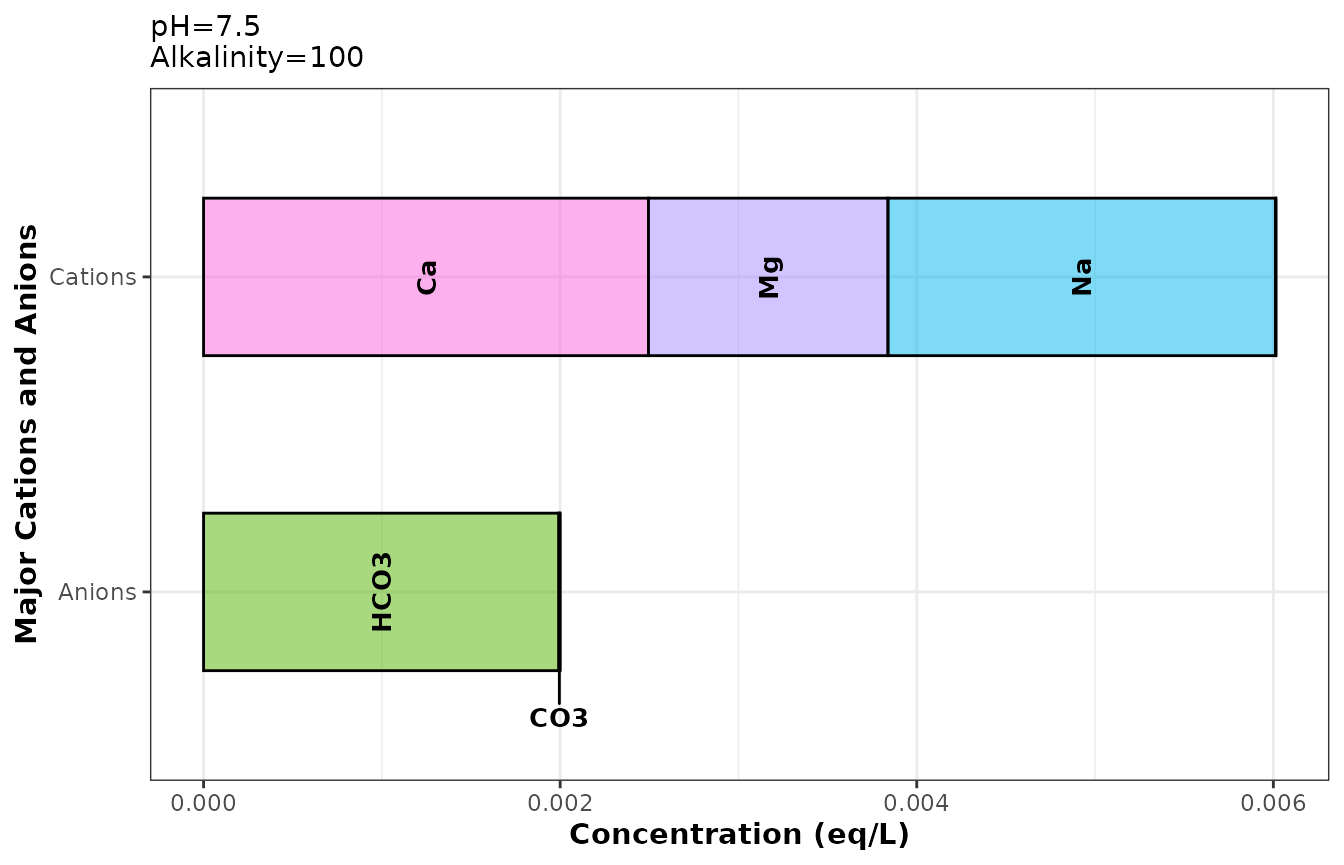 pH=7.5
Alkalinity=100
Major Cations and Anions
Cations
Ca
Mg
Na
Anions
HCO3
CO3
0.000
0.002
0.004
0.006
Concentration (eq/L)